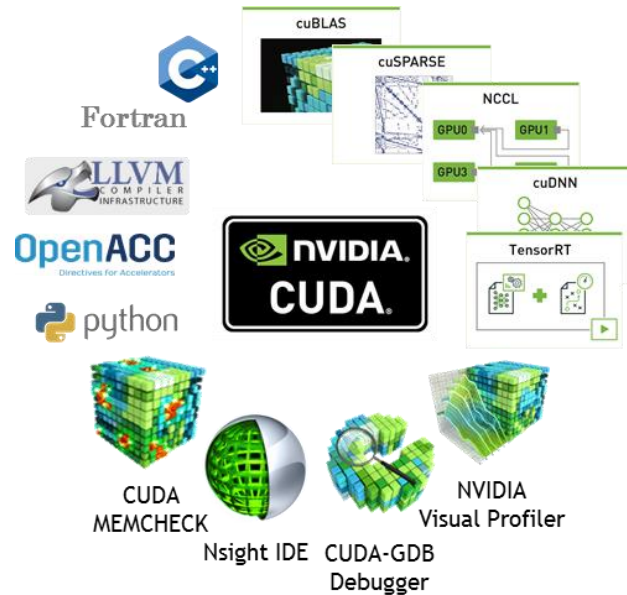 cuBLAS
cuSPARSE
C++
Fortran
NCCL
GPU0
GPU1
GPU3
LLVM
COMPILER
INFRASTRUCTURE
cuDNN
OpenACC
Directives for Accelerators
NVIDIA.
CUDA®
TensorRT
python
CUDA
MEMCHECK
Nsight IDE
CUDA-GDB
Debugger
NVIDIA
Visual Profiler